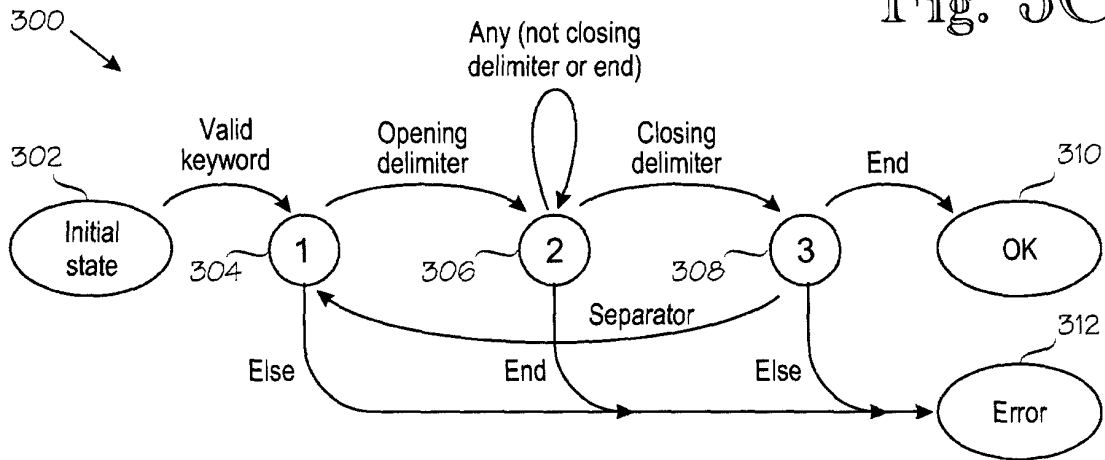 300
Fig. 3C
Any (not closing
delimiter or end)
Valid
keyword
Opening
delimiter
Closing
delimiter
End
302
310
Initial
state
1
2
3
OK
304
306
308
Separator
312
Else
End
Else
Error